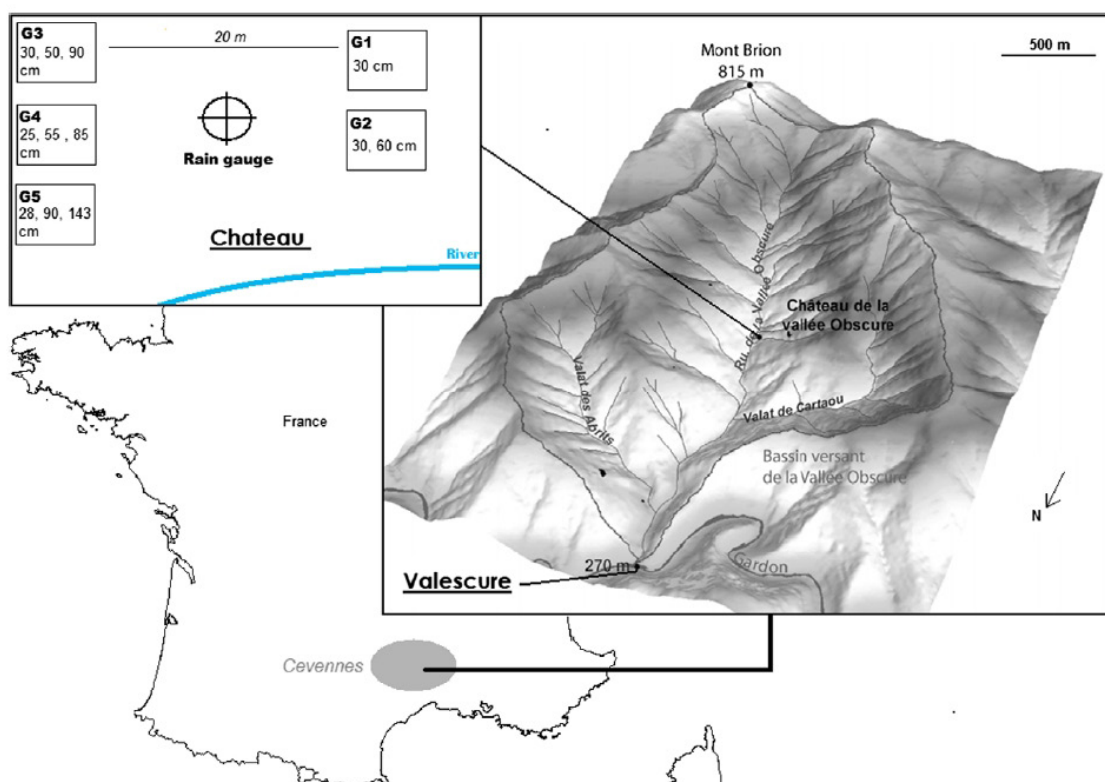 G3
30, 50, 90
cm
20 m
G1
30 cm
G4
25, 55 , 85
cm
Rain gauge
G2
30, 60 cm
G5
28, 90, 143
cm
Chateau
River
Mont Brion
815 m
500 m
Ru. de la Vallée Obscure
Château de la
vallée Obscure
Valat des Abrits
Valat de Cartaou
Bassin versant
de la Vallée Obscure
N
270 m
Gardon
Valescure
France
Cevennes